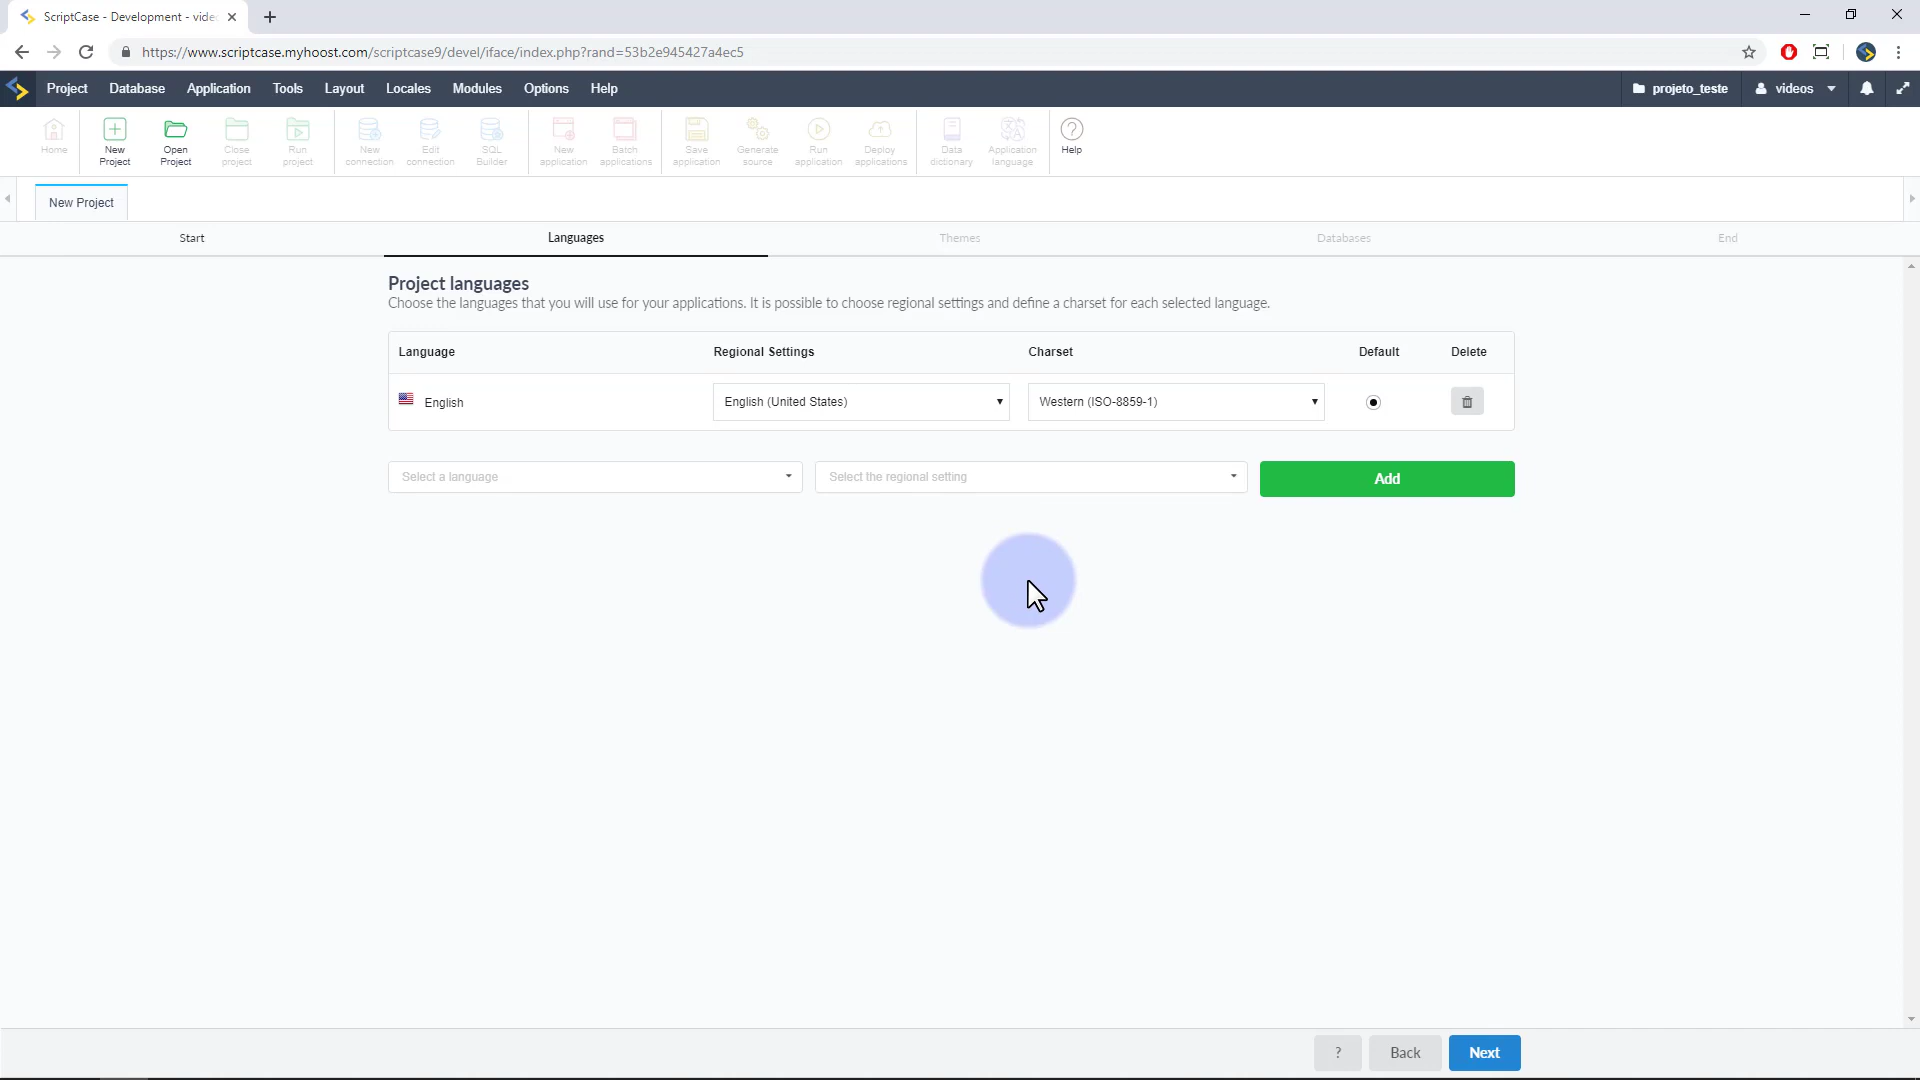 ScriptCase - Development - vide
https://www.scriptcase.myhoost.com/scriptcase9/devel/iface/index.php?rand=53b2e945427a4ec5
Project Database Application Tools Layout Locales Modules Options Help projeto_teste videos
Home
New Project
Open Project
Close project
Run project
New connection
Edit connection
SQL Builder
New application
Batch applications
Save application
Generate source
Run application
Deploy applications
Data dictionary
Application language
Help
New Project
Start Languages Themes Databases End
Project languages
Choose the languages that you will use for your applications. It is possible to choose regional settings and define a charset for each selected language.
Language Regional Settings Charset Default Delete
English English (United States) Western (ISO-8859-1)
Select a language Select the regional setting Add
? Back Next